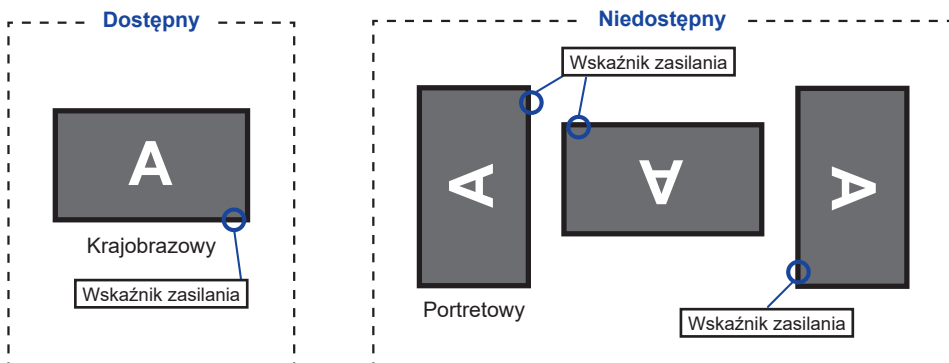 Dostępny
A
Krajobrazowy
Wskaźnik zasilania
Niedostępny
Wskaźnik zasilania
A
A
A
Portretowy
Wskaźnik zasilania